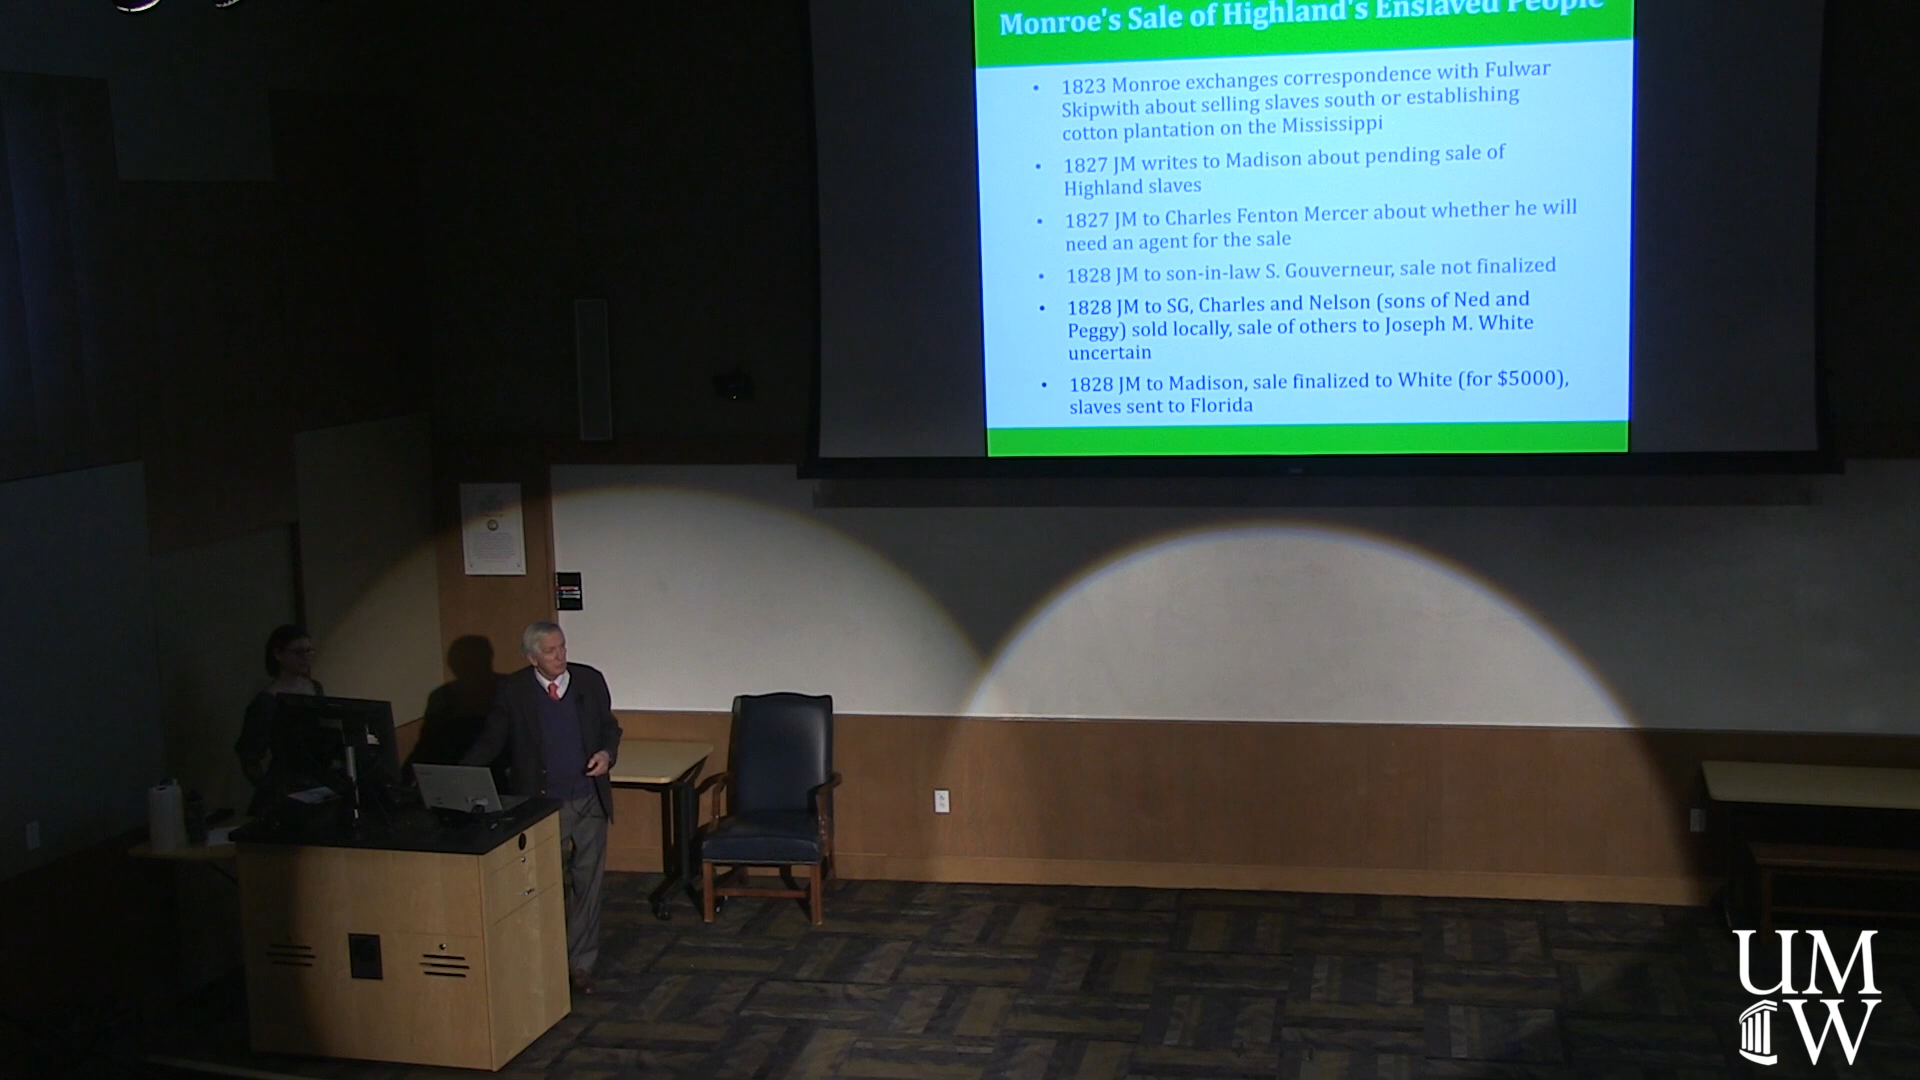 Monroe's Sale of Highland's Enslaved People
• 1823 Monroe exchanges correspondence with Fulwar
Skipwith about selling slaves south or establishing
cotton plantation on the Mississippi
• 1827 JM writes to Madison about pending sale of
Highland slaves
• 1827 JM to Charles Fenton Mercer about whether he will
need an agent for the sale
• 1828 JM to son-in-law S. Gouverneur, sale not finalized
• 1828 JM to SG, Charles and Nelson (sons of Ned and
Peggy) sold locally, sale of others to Joseph M. White
uncertain
• 1828 JM to Madison, sale finalized to White (for $5000),
slaves sent to Florida
UM
W